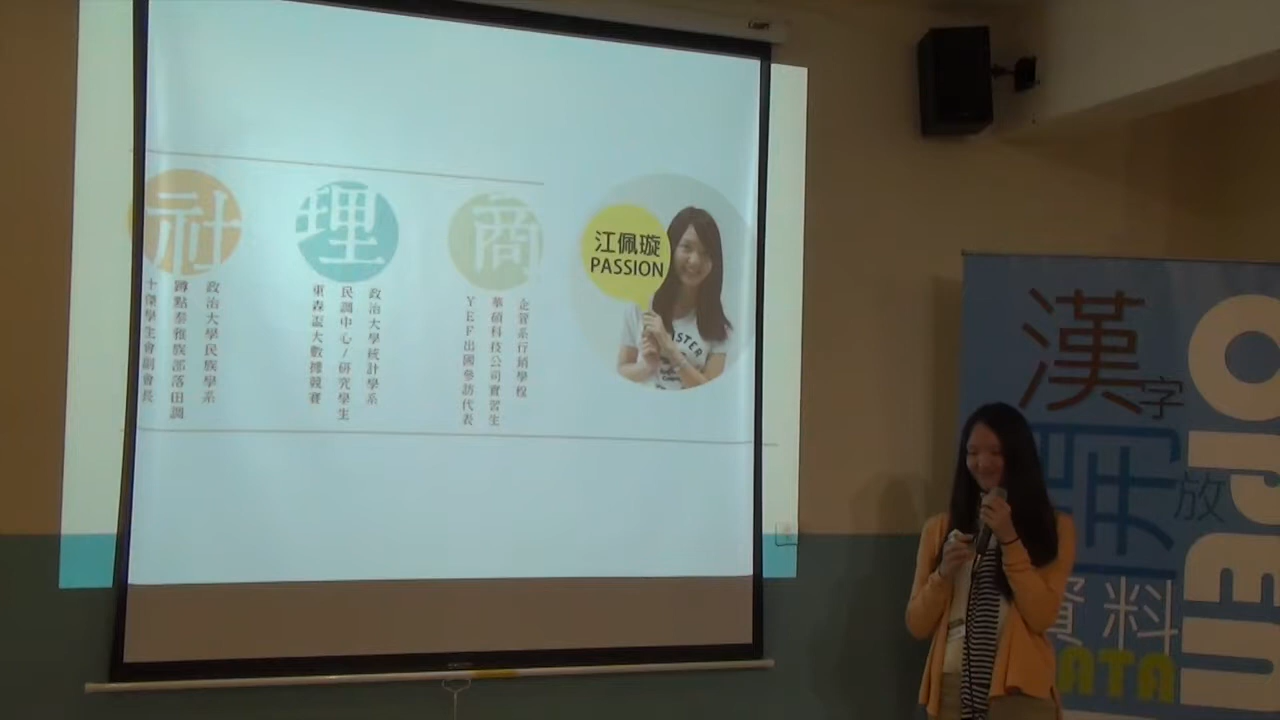 社
政治大學民族學系
蹲點泰雅族部落田調
十傑學生會副會長
理
政治大學統計學系
民調中心/研究學生
東森盃大數據競賽
商
企管系行銷學程
華碩科技公司實習生
YEF出國參訪代表
江佩璇
PASSION
漢字
開放
資料
OPEN
DATA